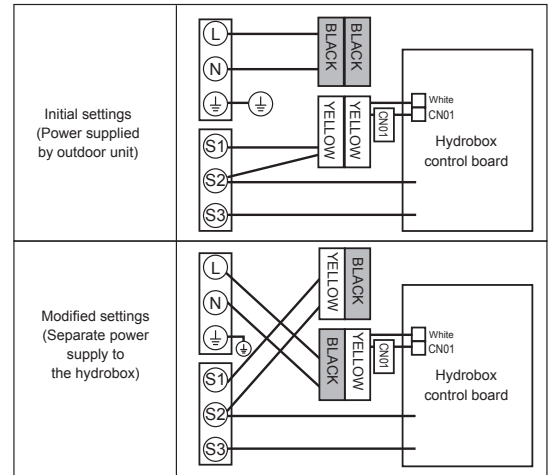 Initial settings
(Power supplied
by outdoor unit)
L
N
S1
S2
S3
BLACK
BLACK
YELLOW
YELLOW
CN01
White
CN01
Hydrobox
control board
Modified settings
(Separate power
supply to
the hydrobox)
L
N
S1
S2
S3
YELLOW
BLACK
BLACK
YELLOW
CN01
White
CN01
Hydrobox
control board